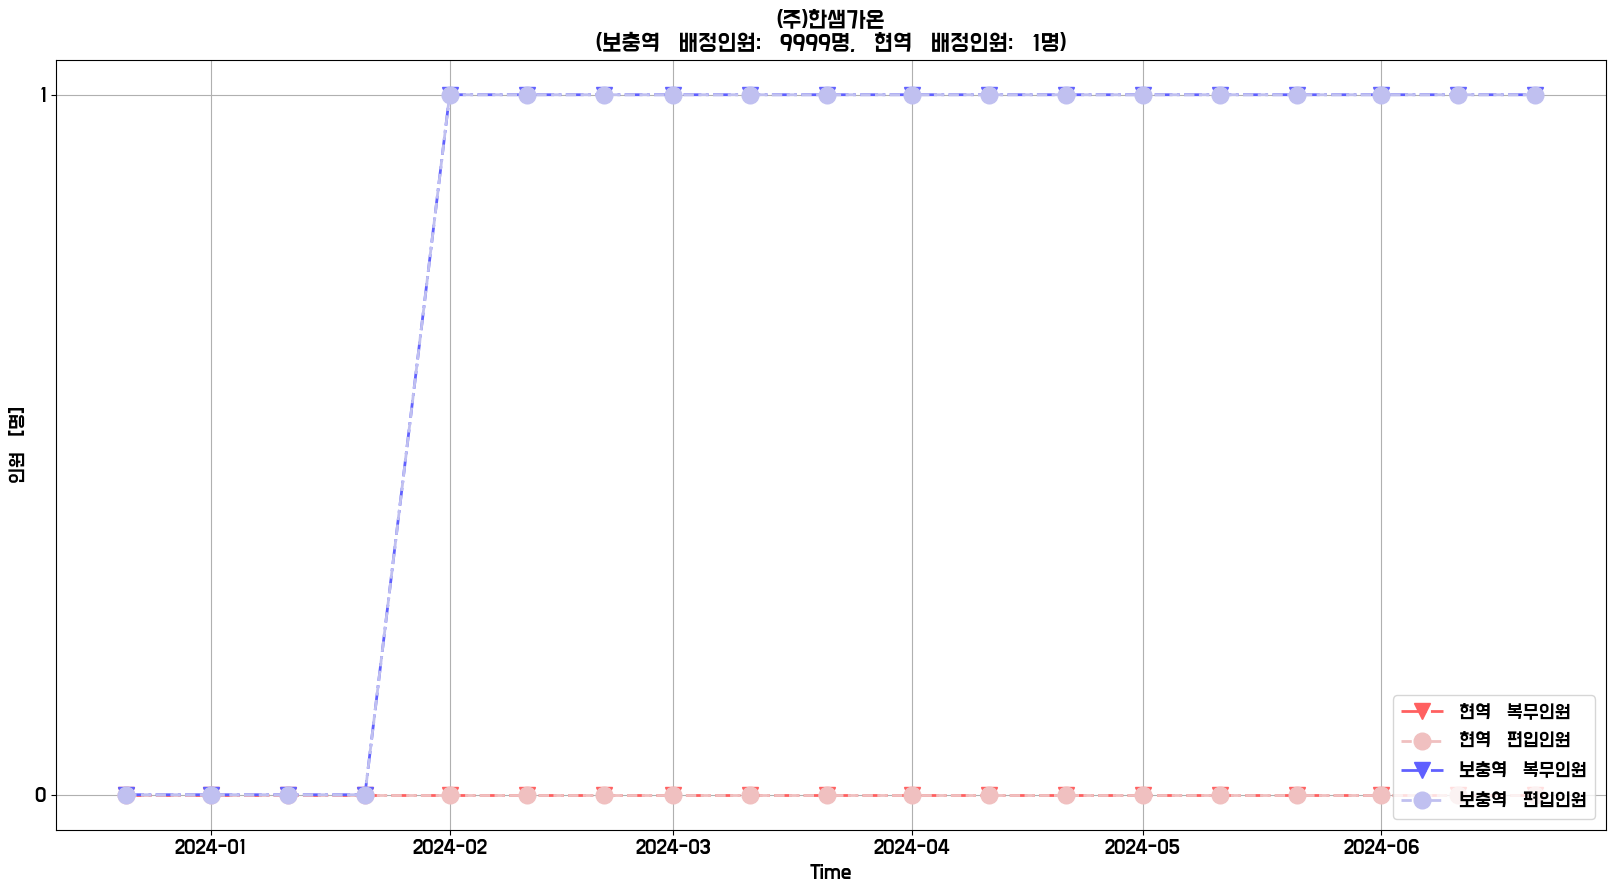 (주)한샘가온
(보충역 배정인원: 9999명, 현역 배정인원: 1명)
인원 [명]
1
0
현역 복무인원
현역 편입인원
보충역 복무인원
보충역 편입인원
2024-01 2024-02 2024-03 2024-04 2024-05 2024-06
Time